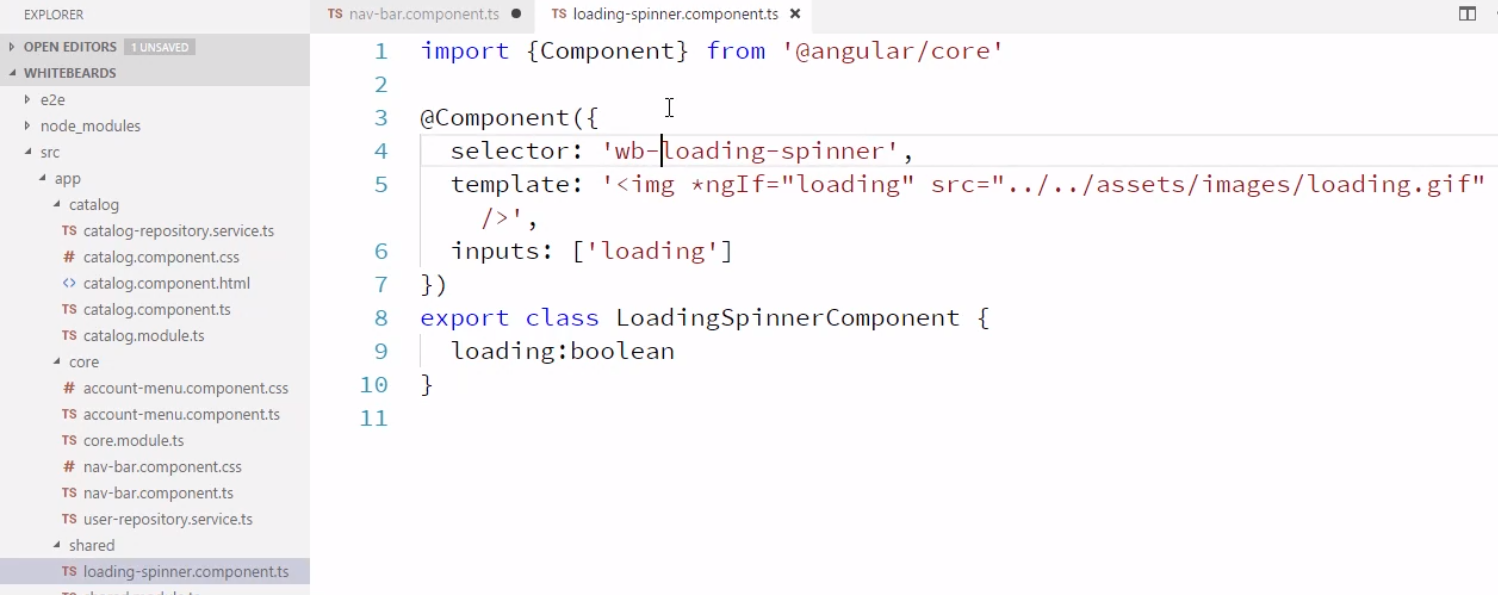 EXPLORER
OPEN EDITORS 1 UNSAVED
WHITEBEARDS
e2e
node_modules
src
app
catalog
TS catalog-repository.service.ts
# catalog.component.css
<> catalog.component.html
TS catalog.component.ts
TS catalog.module.ts
core
# account-menu.component.css
TS account-menu.component.ts
TS core.module.ts
# nav-bar.component.css
TS nav-bar.component.ts
TS user-repository.service.ts
shared
TS loading-spinner.component.ts
TS nav-bar.component.ts
TS loading-spinner.component.ts
1 import {Component} from '@angular/core'
2
3 @Component({
4 selector: 'wb-loading-spinner',
5 template: '<img *ngIf="loading" src="../../assets/images/loading.gif"
/>',
6 inputs: ['loading']
7 })
8 export class LoadingSpinnerComponent {
9 loading:boolean
10 }
11